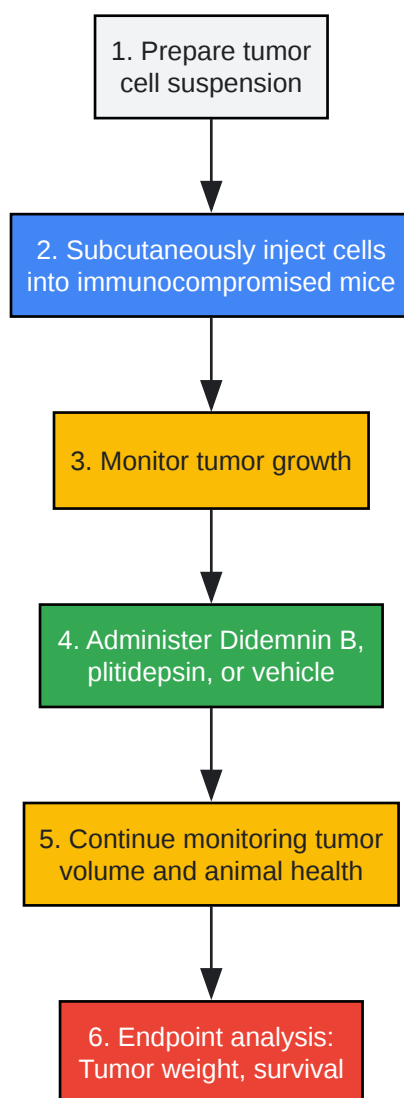 1. Prepare tumor
cell suspension
2. Subcutaneously inject cells
into immunocompromised mice
3. Monitor tumor growth
4. Administer Didemnin B,
plitidepsin, or vehicle
5. Continue monitoring tumor
volume and animal health
6. Endpoint analysis:
Tumor weight, survival